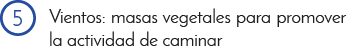 5 Vientos: masas vegetales para promover
la actividad de caminar